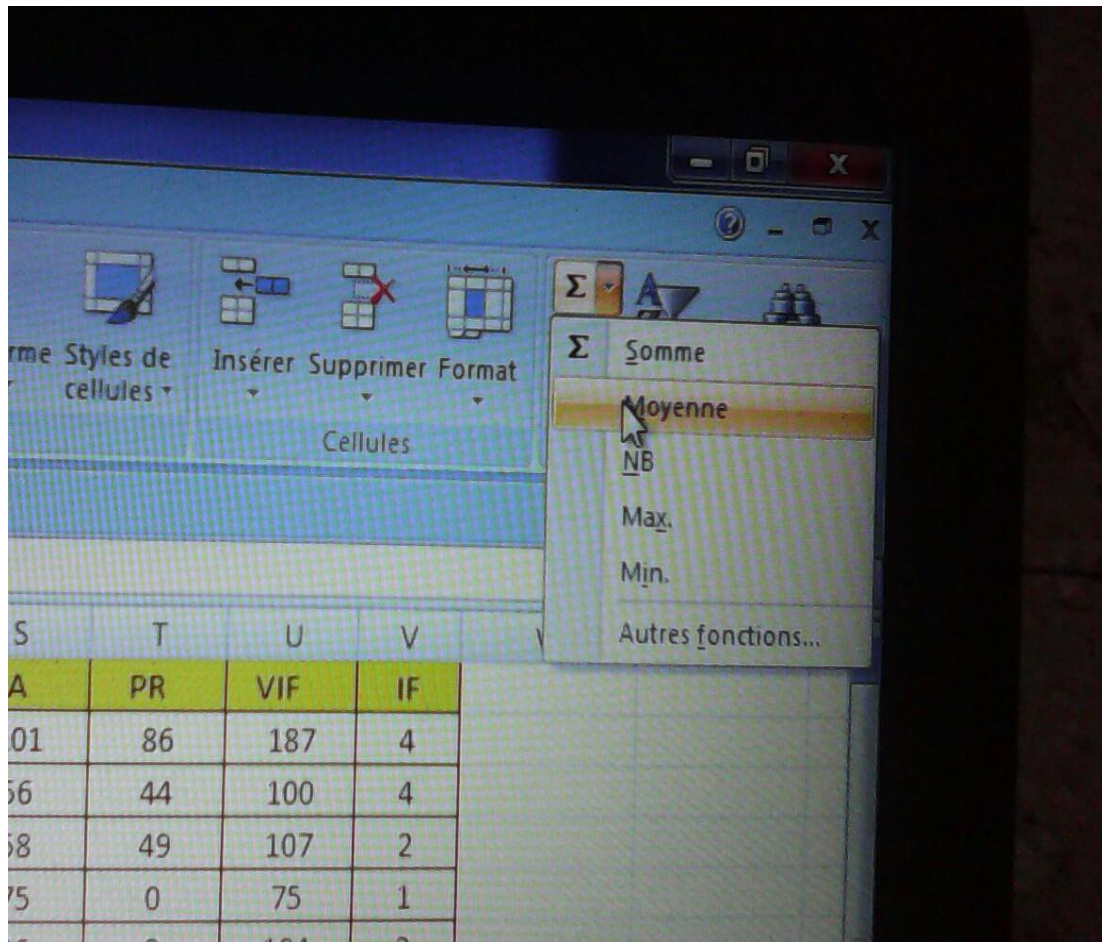 Styles de
cellules
Insérer Supprimer Format
Cellules
Σ
Σ Somme
Moyenne
NB
Max.
Min.
Autres fonctions...
S T U V
A PR VIF IF
01 86 187 4
56 44 100 4
58 49 107 2
75 0 75 1